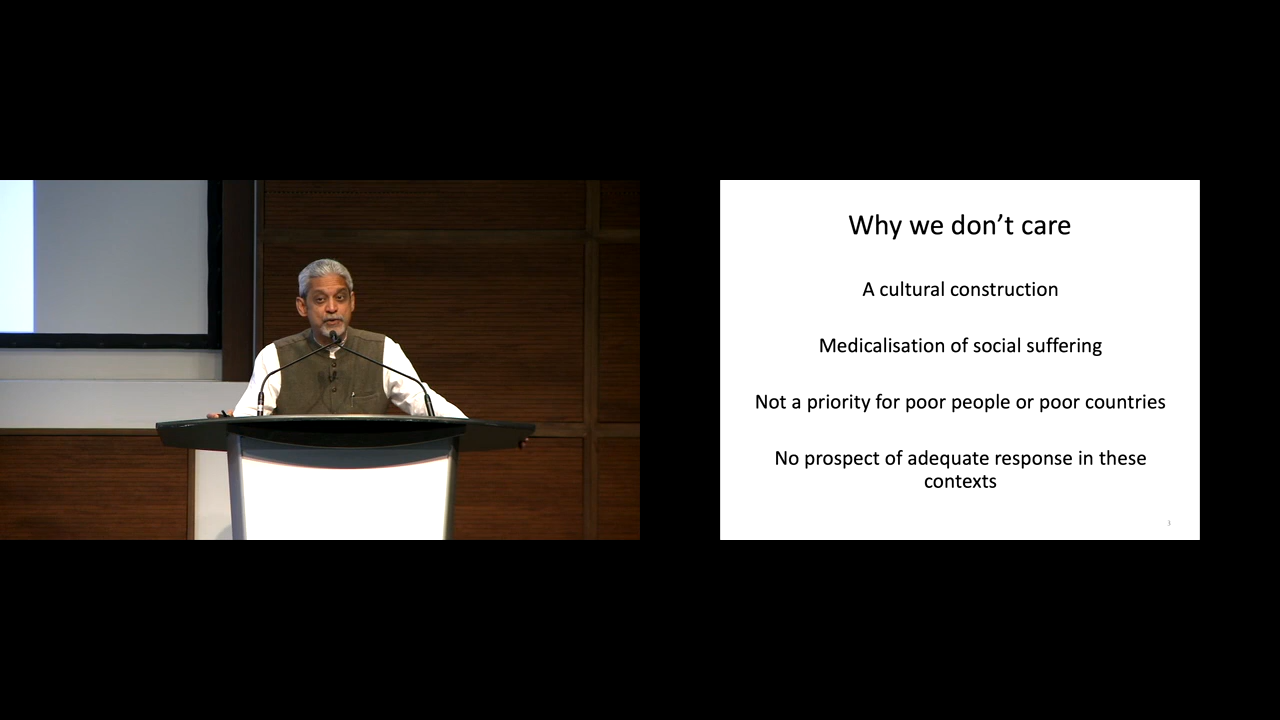 Why we don’t care
A cultural construction
Medicalisation of social suffering
Not a priority for poor people or poor countries
No prospect of adequate response in these
contexts
3